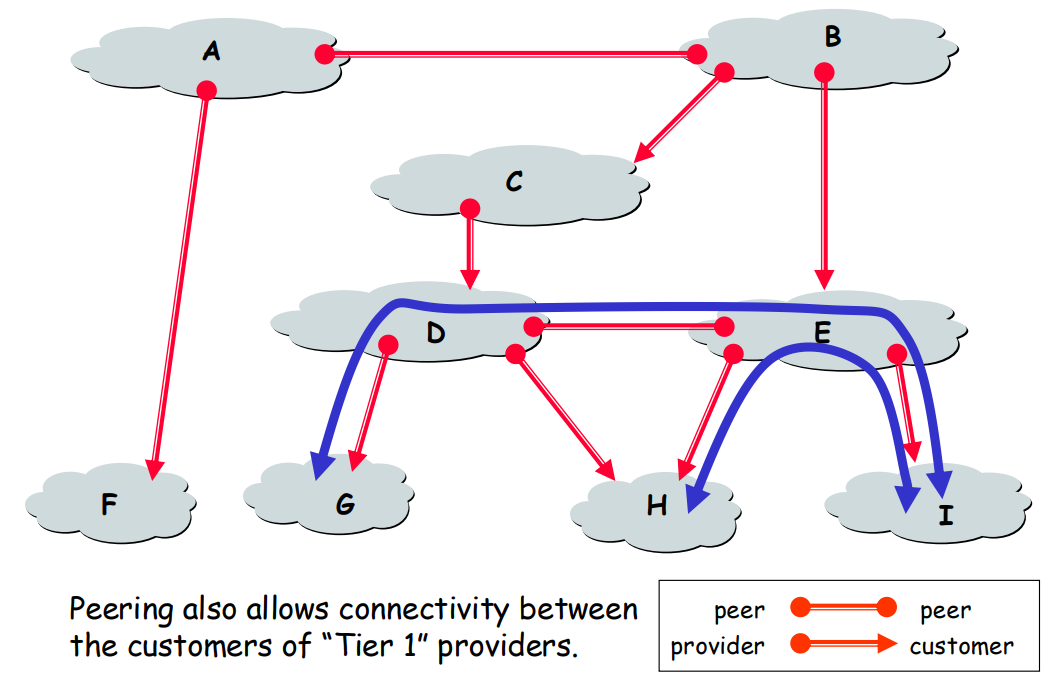 A
B
C
D
E
F
G
H
I
Peering also allows connectivity between
the customers of “Tier 1” providers.
peer peer
provider customer